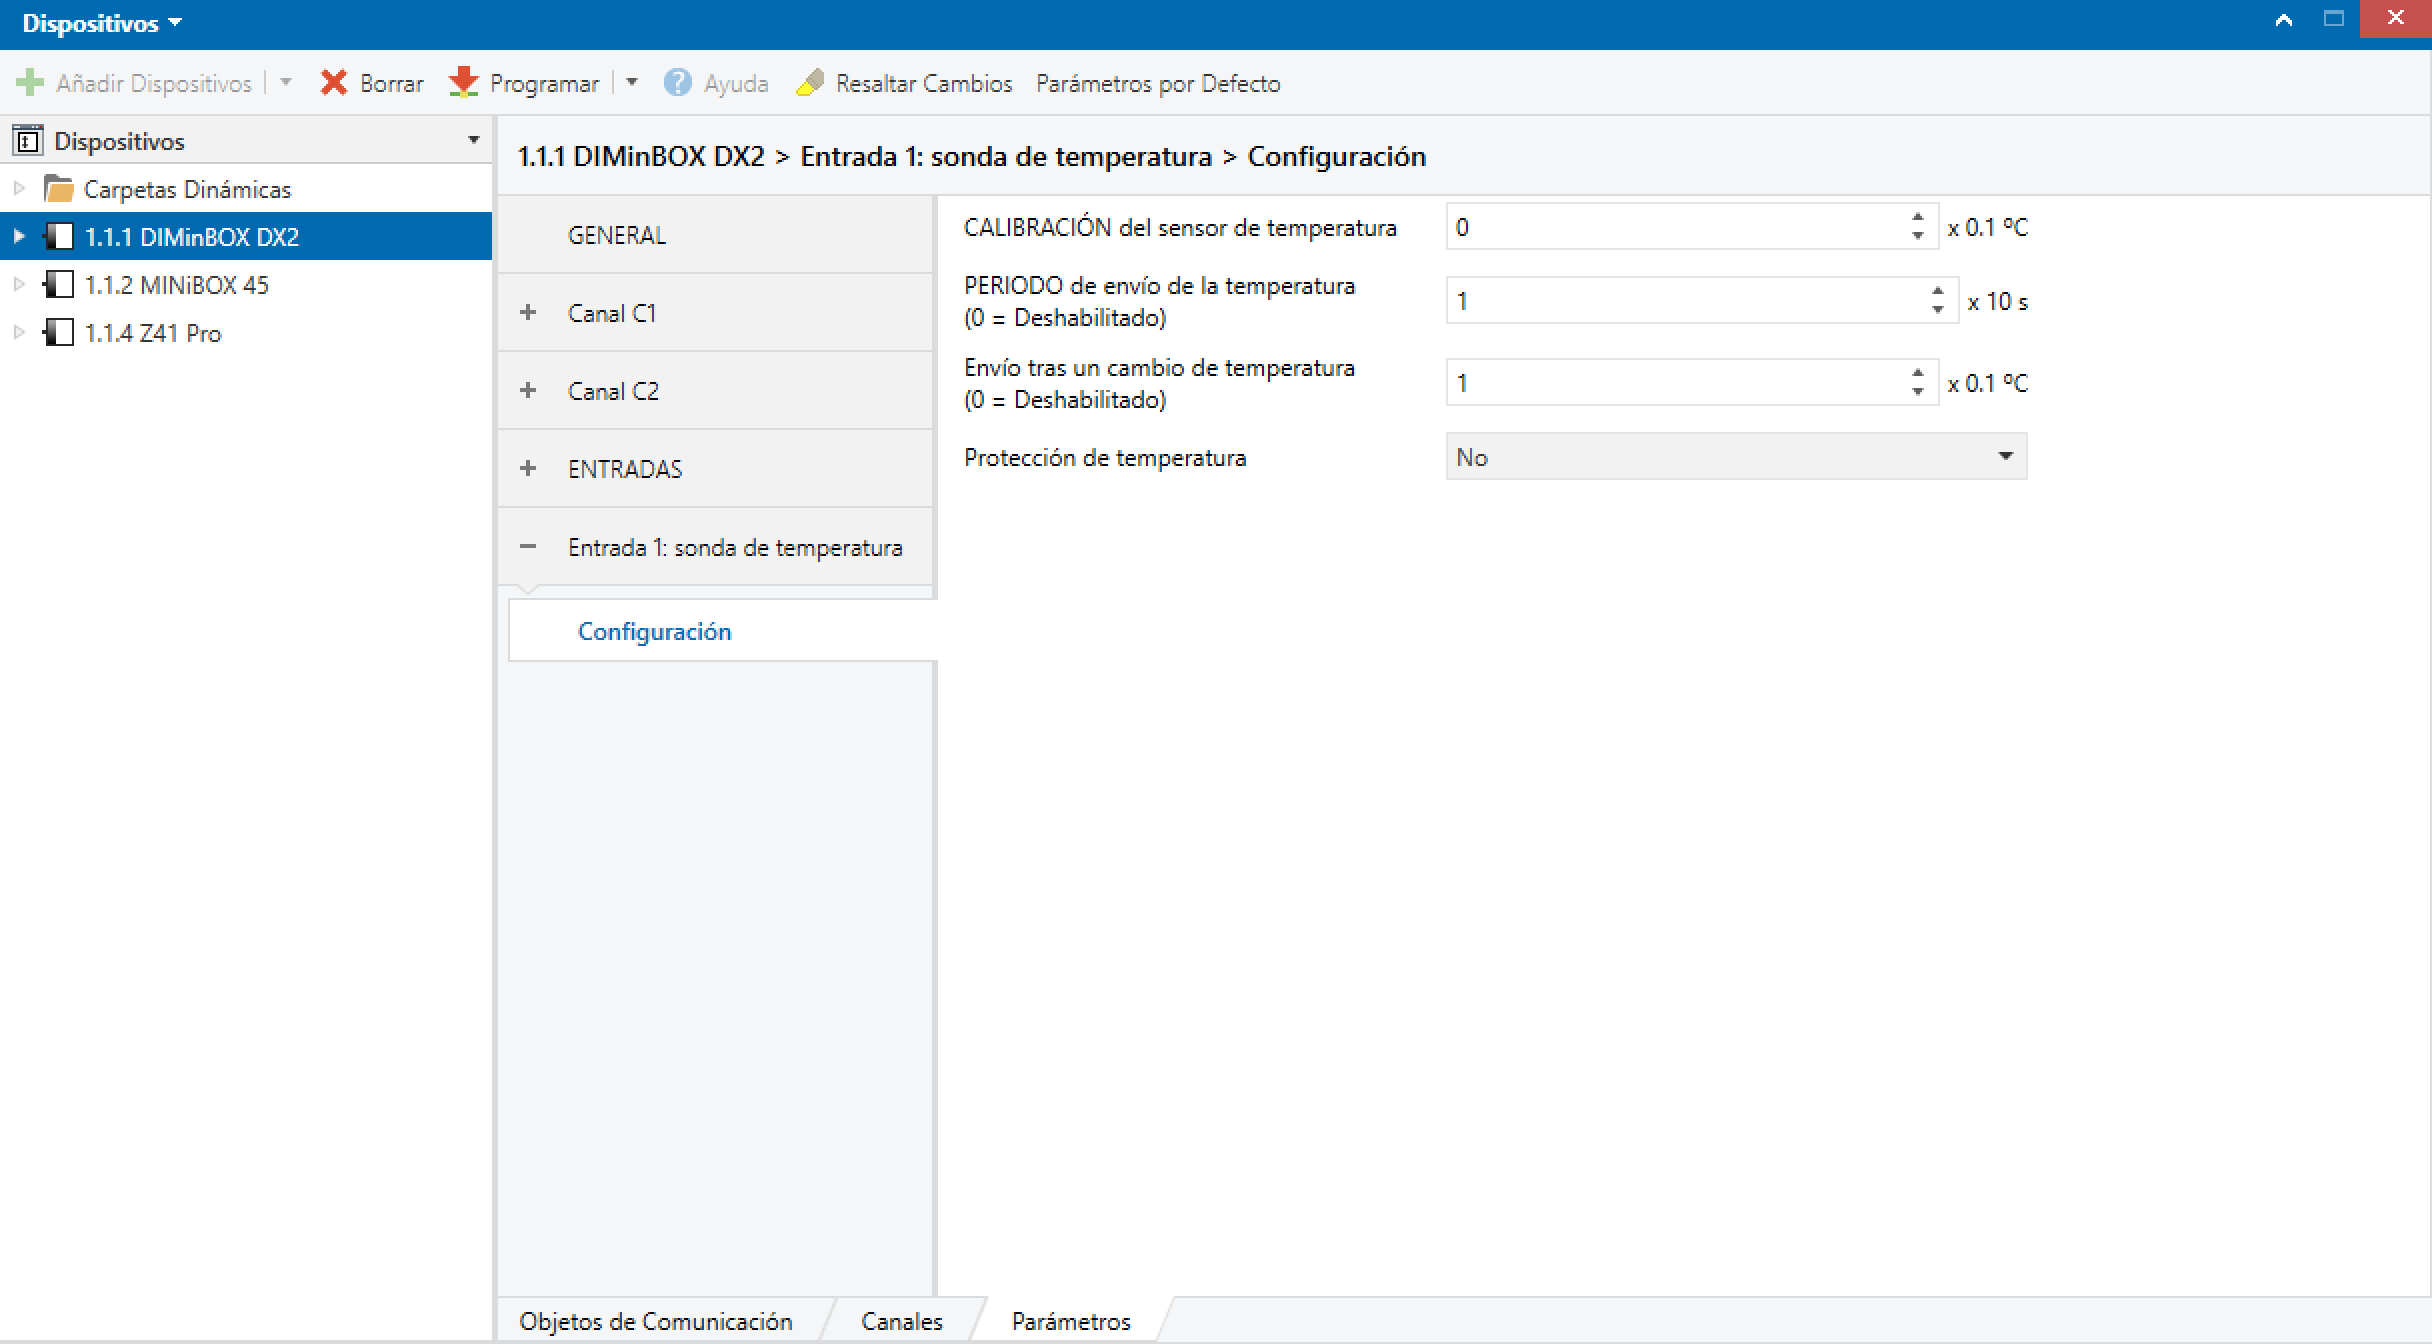 Dispositivos
Añadir Dispositivos
Borrar
Programar
Ayuda
Resaltar Cambios
Parámetros por Defecto
Dispositivos
Carpetas Dinámicas
1.1.1 DIMinBOX DX2
1.1.2 MINiBOX 45
1.1.4 Z41 Pro
1.1.1 DIMinBOX DX2 > Entrada 1: sonda de temperatura > Configuración
GENERAL
+ Canal C1
+ Canal C2
+ ENTRADAS
− Entrada 1: sonda de temperatura
Configuración
CALIBRACIÓN del sensor de temperatura
0
x 0.1 ºC
PERIODO de envío de la temperatura
(0 = Deshabilitado)
1
x 10 s
Envío tras un cambio de temperatura
(0 = Deshabilitado)
1
x 0.1 ºC
Protección de temperatura
No
Objetos de Comunicación
Canales
Parámetros